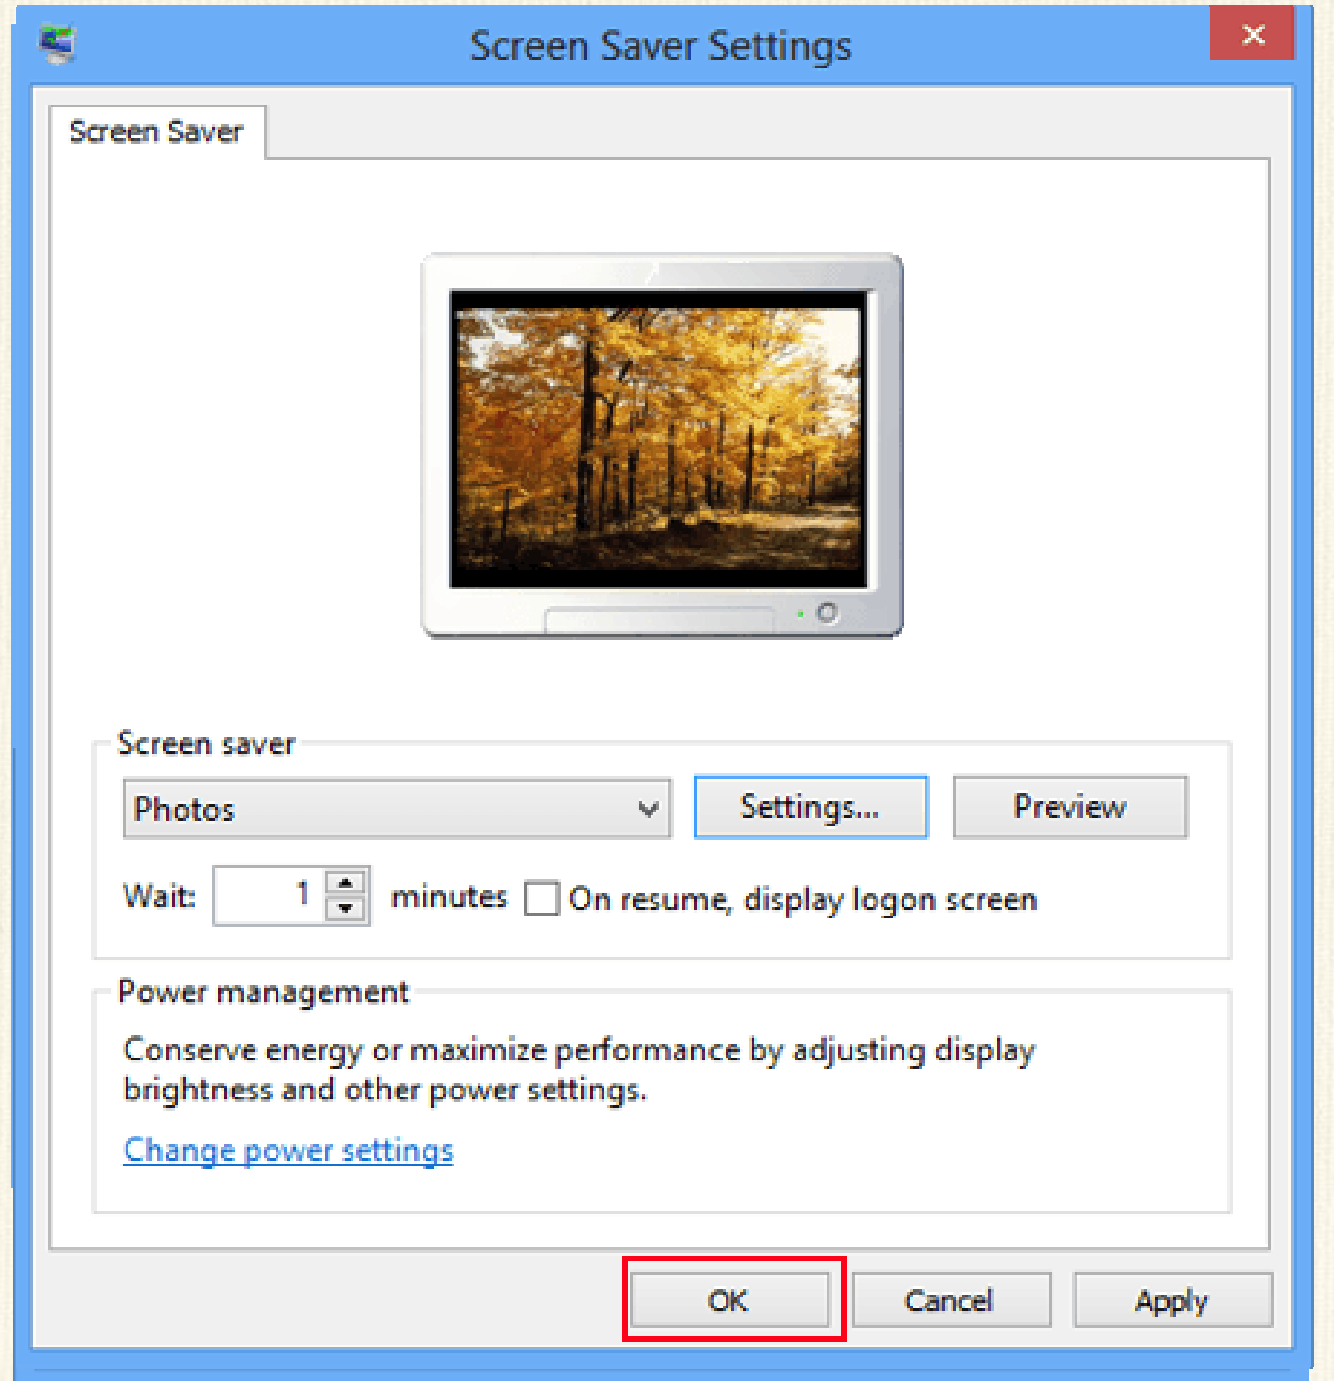 Screen Saver Settings
Screen Saver
Screen saver
Photos
Settings...
Preview
Wait: 1 minutes On resume, display logon screen
Power management
Conserve energy or maximize performance by adjusting display
brightness and other power settings.
Change power settings
OK
Cancel
Apply